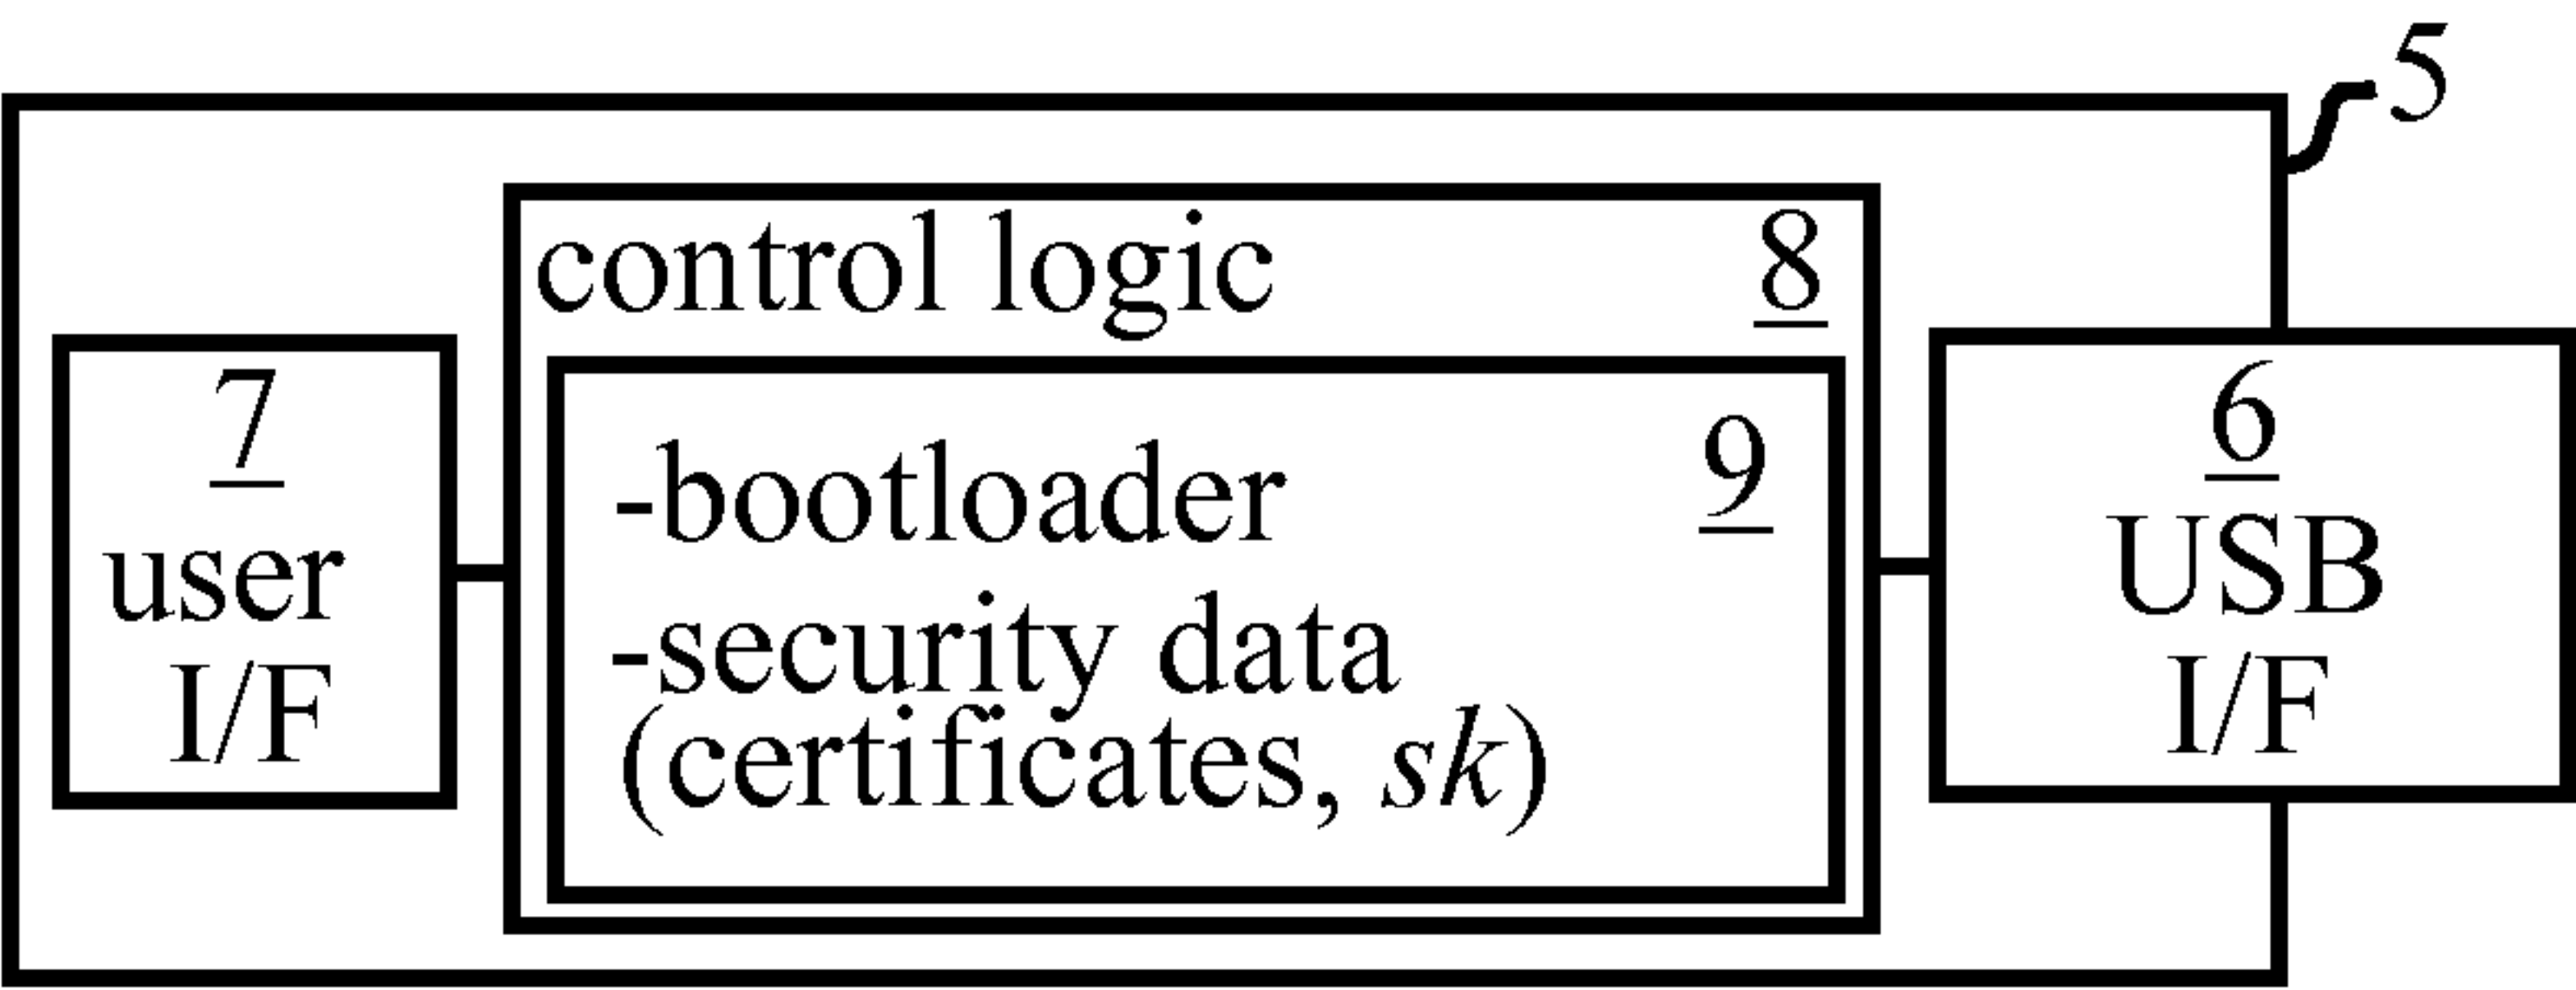 5
control logic 8
7
user
I/F
9
-bootloader
-security data
(certificates, sk)
6
USB
I/F